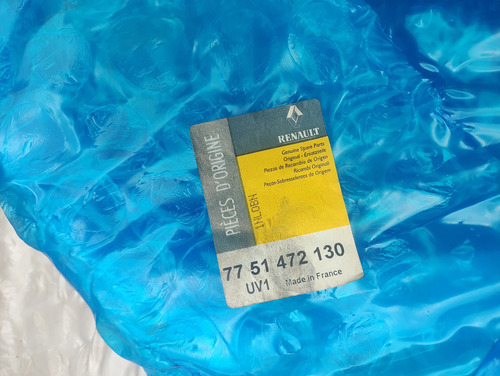 PIÈCES D'ORIGINE
RENAULT
Genuine Spare Parts
Original - Ersatzteile
Piezas de Recambio de Origen
Ricambi Originali
Peças-Sobresselentes de Origem
1NLDBH
77 51 472 130
UV1 Made in France